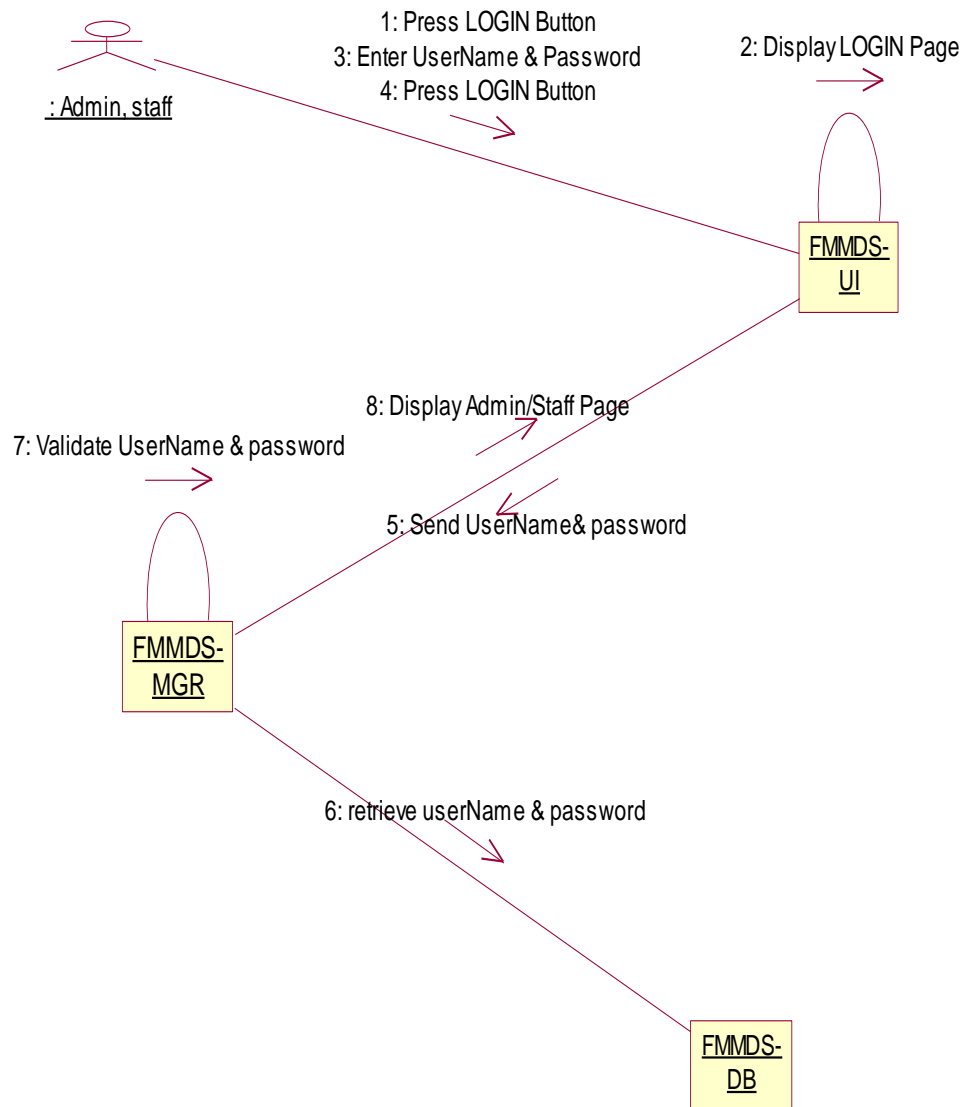 1: Press LOGIN Button
3: Enter UserName & Password
4: Press LOGIN Button
2: Display LOGIN Page
: Admin, staff
FMMDS-
UI
8: Display Admin/Staff Page
7: Validate UserName & password
5: Send UserName& password
FMMDS-
MGR
6: retrieve userName & password
FMMDS-
DB